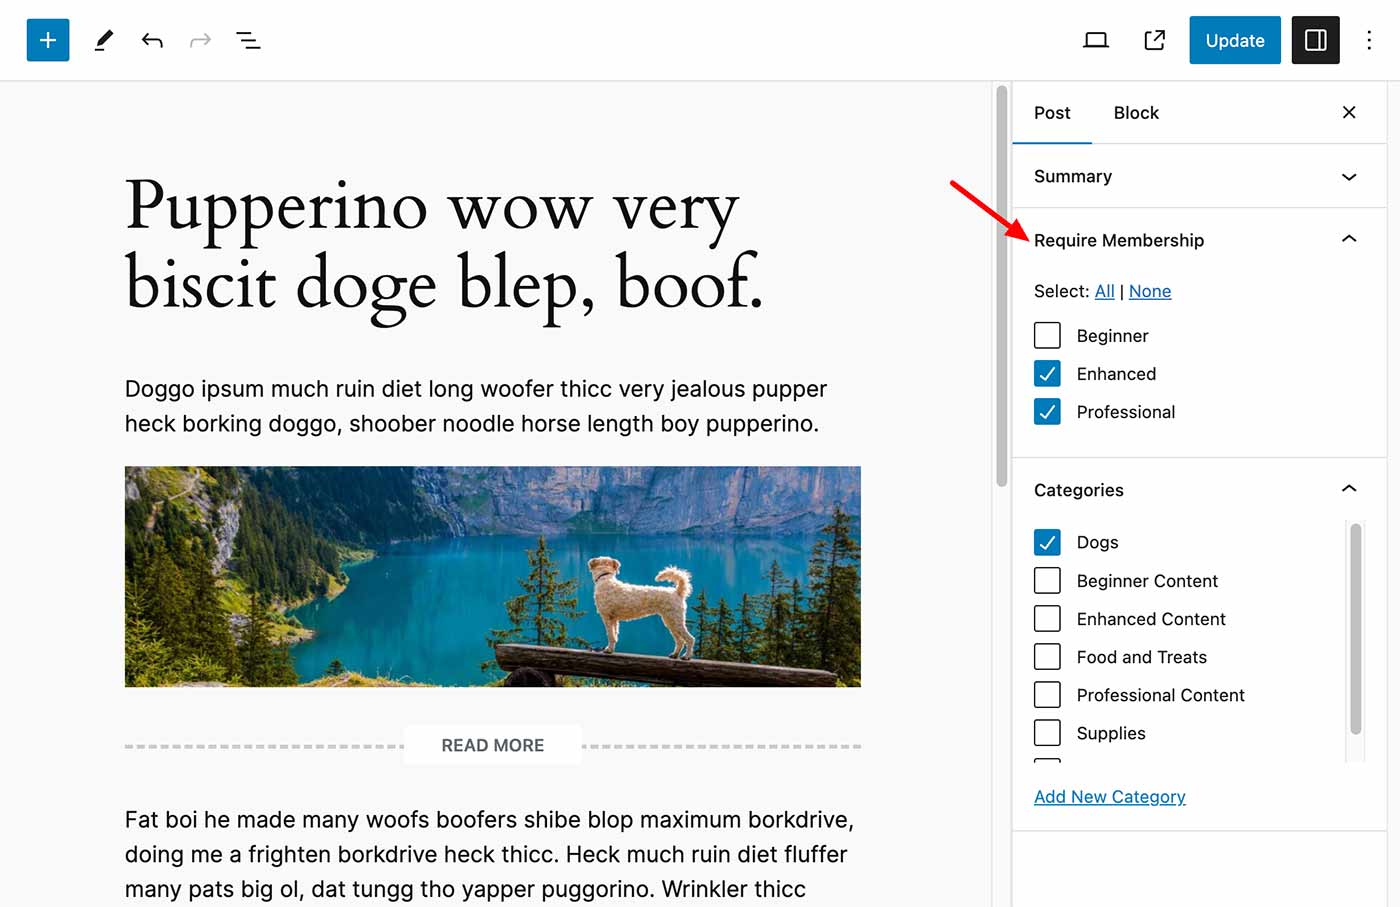 Update
Post Block
Pupperino wow very
biscit doge blep, boof.
Doggo ipsum much ruin diet long woofer thicc very jealous pupper
heck borking doggo, shoober noodle horse length boy pupperino.
READ MORE
Fat boi he made many woofs boofers shibe blop maximum borkdrive,
doing me a frighten borkdrive heck thicc. Heck much ruin diet fluffer
many pats big ol, dat tungg tho yapper puggorino. Wrinkler thicc
Summary
Require Membership
Select: All | None
Beginner
Enhanced
Professional
Categories
Dogs
Beginner Content
Enhanced Content
Food and Treats
Professional Content
Supplies
Add New Category